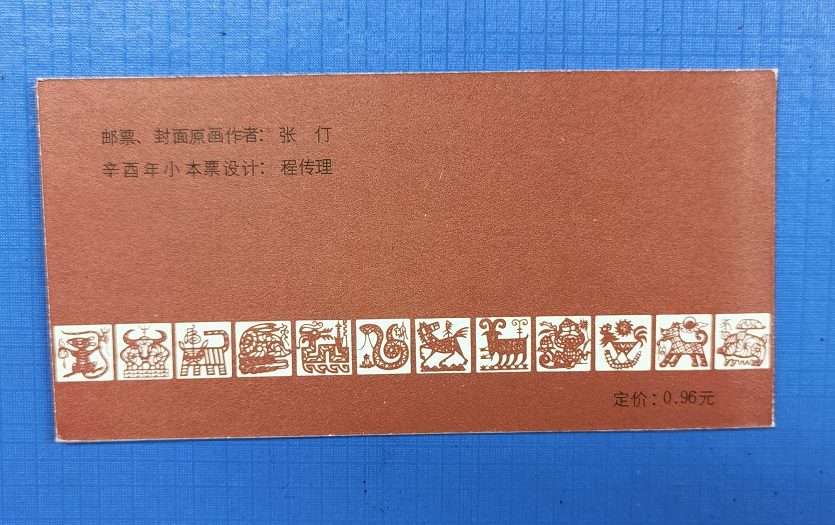 邮票、封面原画作者：张 仃
辛酉年小本票设计：程传理
定价：0.96元